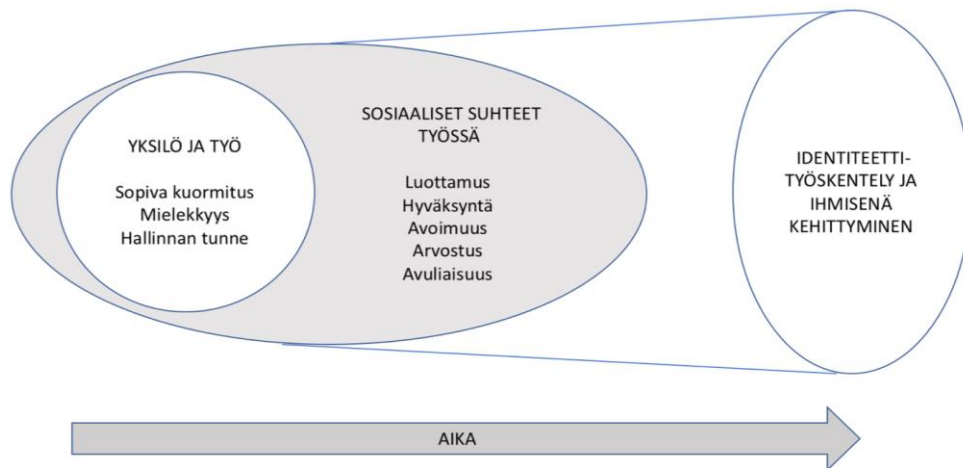 YKSILÖ JA TYÖ
Sopiva kuormitus
Mielekkyys
Hallinnan tunne
SOSIAALISET SUHTEET
TYÖSSÄ
Luottamus
Hyväksyntä
Avoimuus
Arvostus
Avuliaisuus
IDENTITEETTI-
TYÖSKENTELY JA
IHMISENÄ
KEHITTYMINEN
AIKA